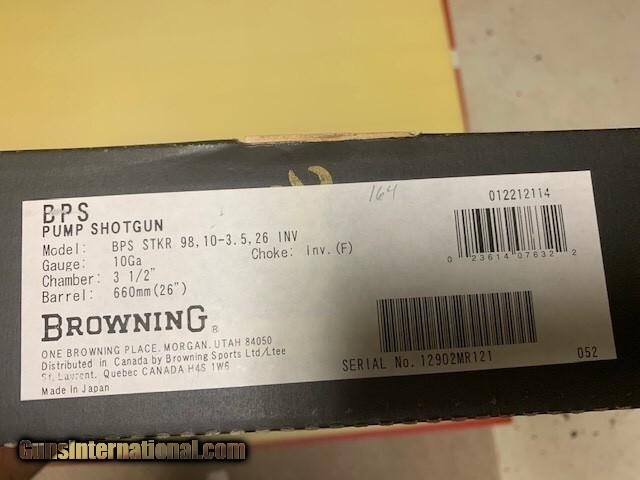 164
012212114
BPS
PUMP SHOTGUN
Model: BPS STKR 98,10-3.5,26 INV
Gauge: 10Ga Choke: Inv.(F)
Chamber: 3 1/2"
Barrel: 660mm(26")
0 23614 07632 2
BROWNING®
ONE BROWNING PLACE, MORGAN, UTAH 84050
Distributed in Canada by Browning Sports Ltd/Ltee
St. Laurent, Quebec CANADA H4S 1W6
Made in Japan
SERIAL No. 12902MR121
052
GunsInternational.com